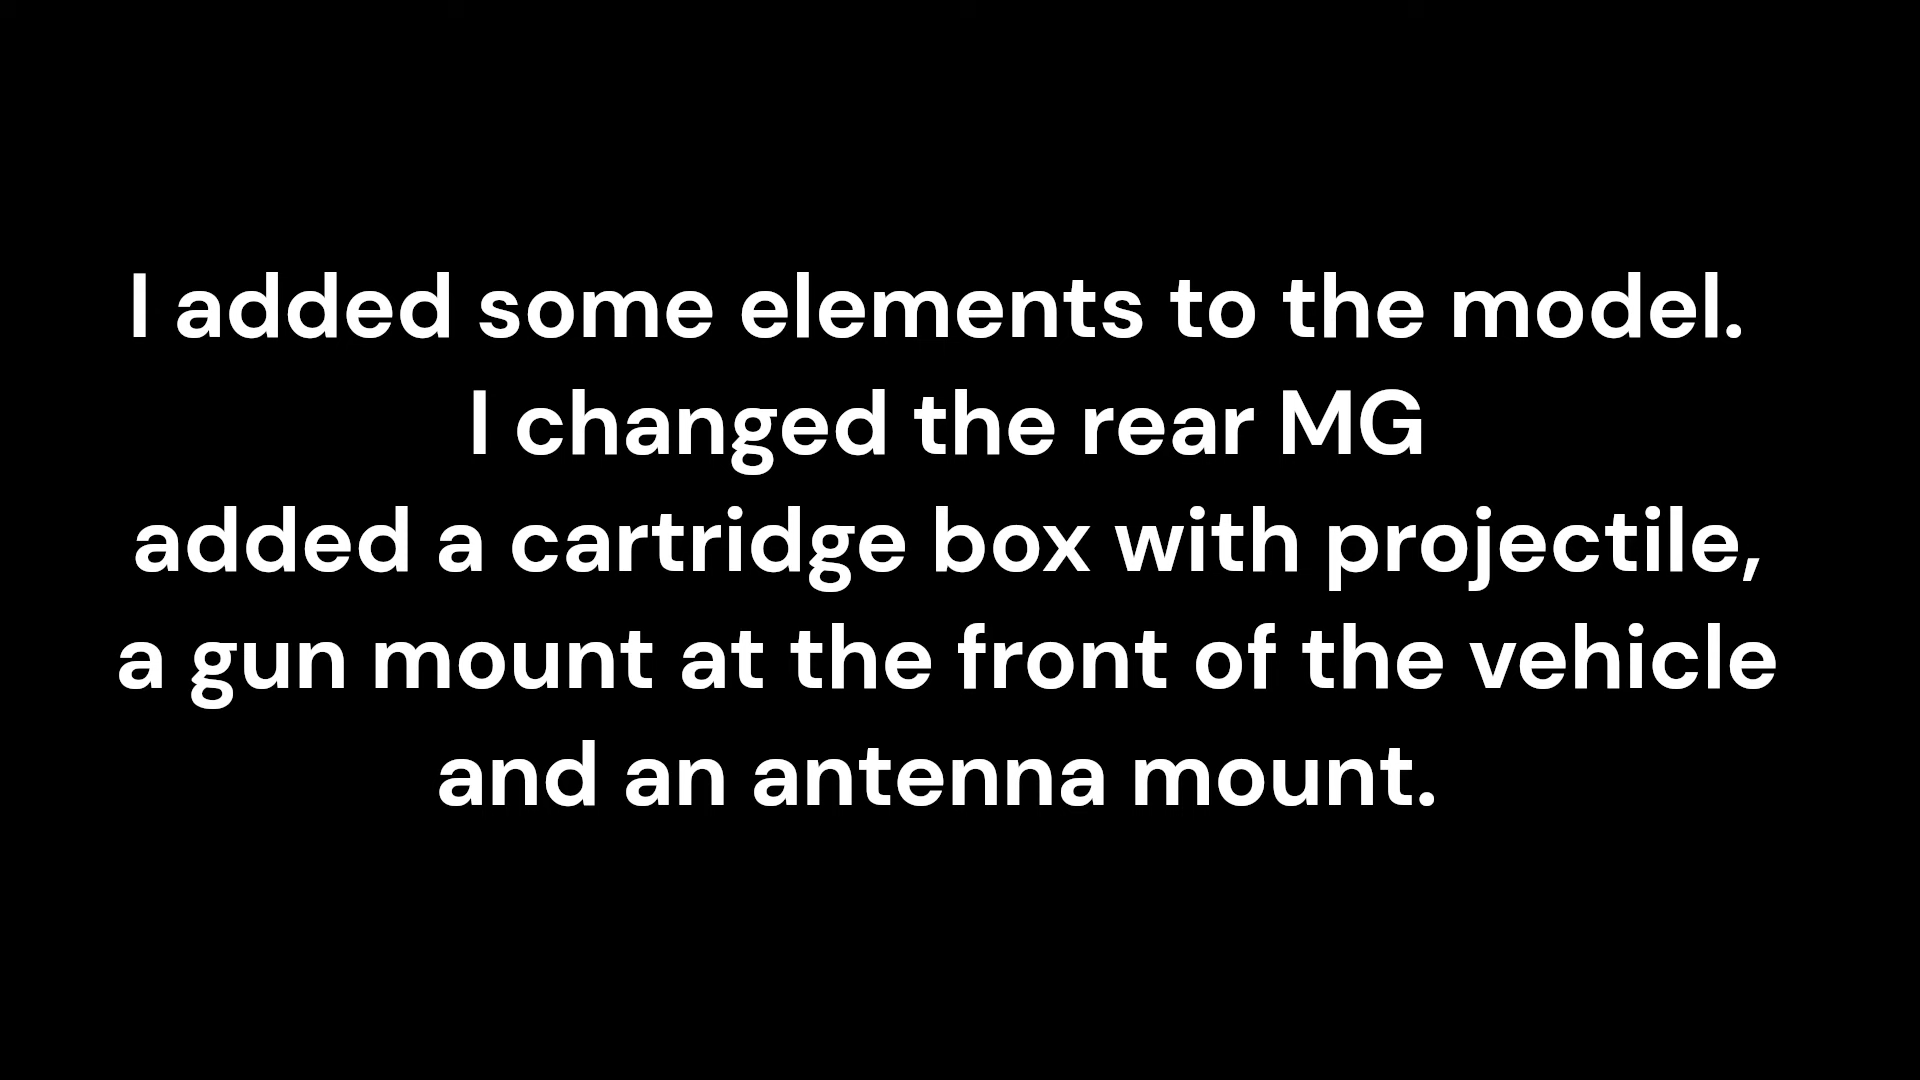 I added some elements to the model.
I changed the rear MG
added a cartridge box with projectile,
a gun mount at the front of the vehicle
and an antenna mount.